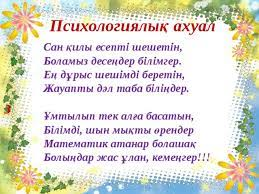 Психологиялық ахуал
Сан қилы есепті шешетін,
Боламыз десеңдер білімгер.
Ең дұрыс шешімді беретін,
Жауапты дәл таба біліңдер.
Ұмтылып тек алға басатын,
Білімді, шын мықты өрендер
Математик атанар болашақ
Болыңдар жас ұлан, кемеңгер!!!